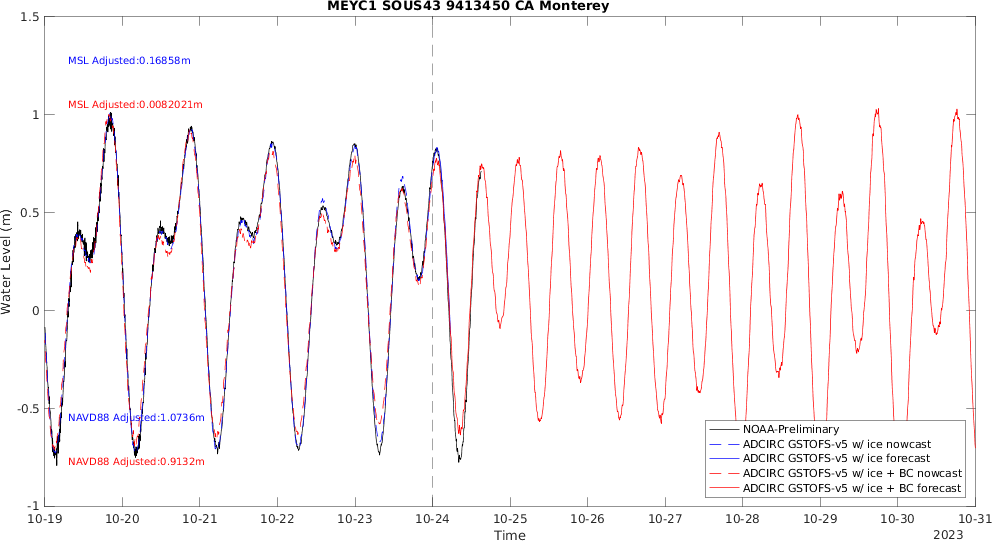 MEYC1 SOUS43 9413450 CA Monterey
1.5
1
0.5
0
-0.5
-1
Water Level (m)
MSL Adjusted:0.16858m
MSL Adjusted:0.0082021m
NAVD88 Adjusted:1.0736m
NAVD88 Adjusted:0.9132m
NOAA-Preliminary
ADCIRC GSTOFS-v5 w/ ice nowcast
ADCIRC GSTOFS-v5 w/ ice forecast
ADCIRC GSTOFS-v5 w/ ice + BC nowcast
ADCIRC GSTOFS-v5 w/ ice + BC forecast
10-19 10-20 10-21 10-22 10-23 10-24 10-25 10-26 10-27 10-28 10-29 10-30 10-31
Time
2023